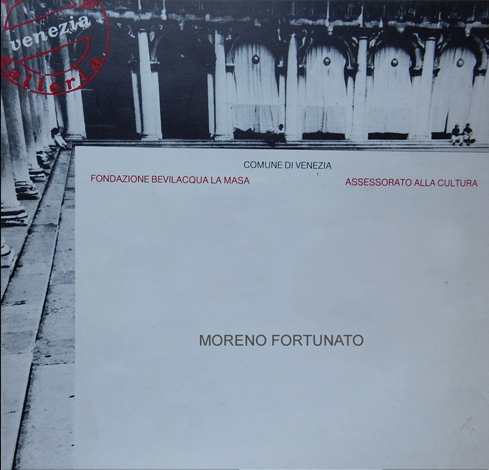 venezia
galleria
COMUNE DI VENEZIA
FONDAZIONE BEVILACQUA LA MASA ASSESSORATO ALLA CULTURA
MORENO FORTUNATO